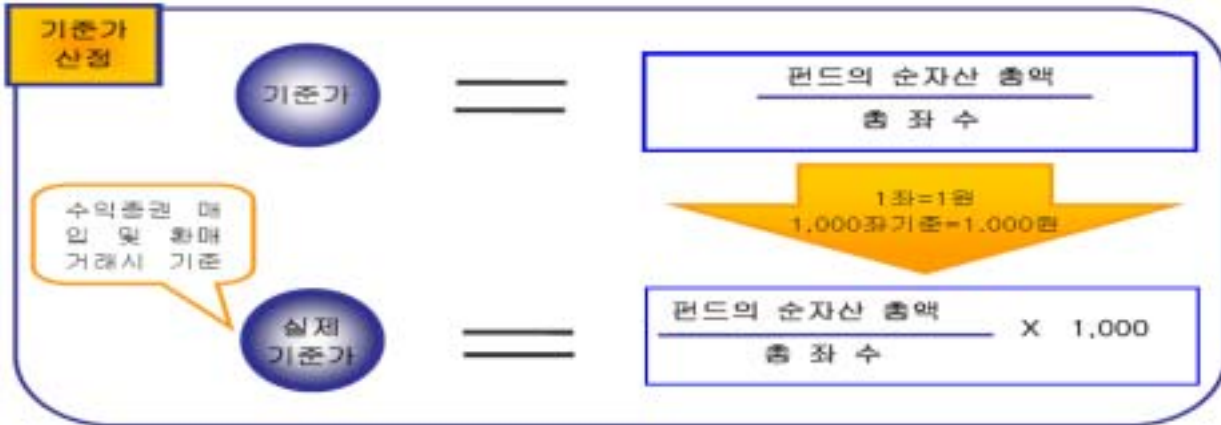 기준가
산정
기준가
펀드의 순자산 총액
총 좌 수
1좌=1원
1,000좌기준=1,000원
수익증권 매
입 및 환매
거래시 기준
실제
기준가
펀드의 순자산 총액
총 좌 수
X 1,000